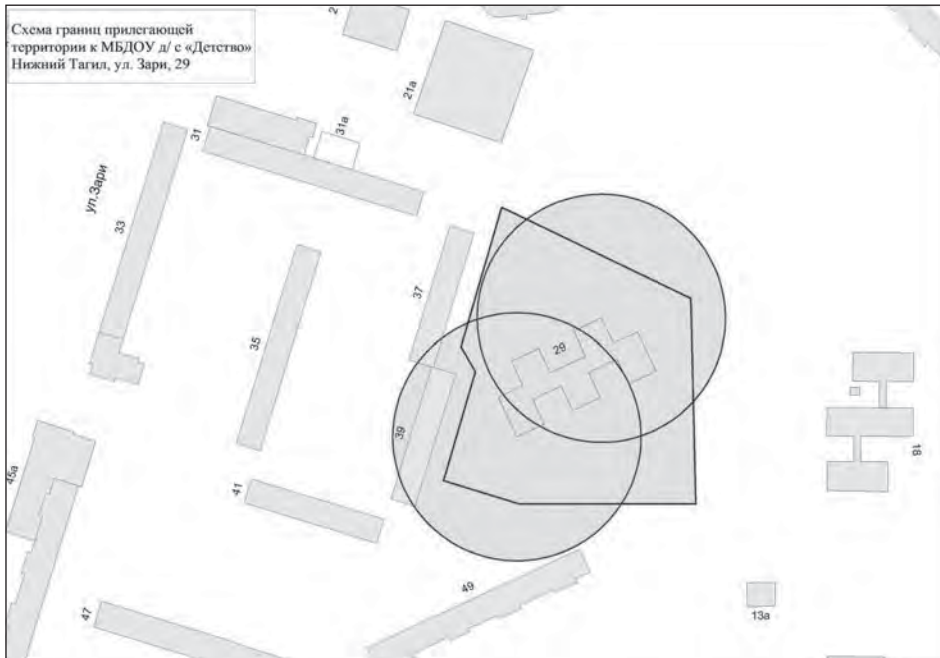 Схема границ прилегающей
территории к МБДОУ д/ с «Детство»
Нижний Тагил, ул. Зари, 29
2
21а
31
31а
ул.Зари
33
37
35
29
39
18
45а
41
49
47
13а